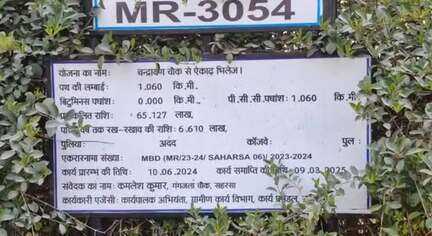 MR-3054
योजना का नाम: चन्द्रायण चौक से ऐकाढ़ भिलेज।
पथ की लम्बाई: 1.060 कि.मी.
बिटुमिनस पथांश: 0.000 कि.मी. पी.सी.सी.पथांश: 1.060 कि.मी.
राशि: 65.127 लाख,
वर्ष तक रख-रखाव की राशि: 6.610 लाख,
पुलिया: अदद कॉजवे: पुल:
एकरारनामा संख्या: MBD (MR/23-24/ SAHARSA 06)/ 2023-2024
कार्य प्रारम्भ की तिथि: 10.06.2024 कार्य समाप्ति की तिथि: 09.03.2025
संवेदक का नाम: कमलेश कुमार, गंगजला चौक, सहरसा
कार्यकारी एजेंसी: कार्यपालक अभियंता, ग्रामीण कार्य विभाग, कार्य प्रमंडल,